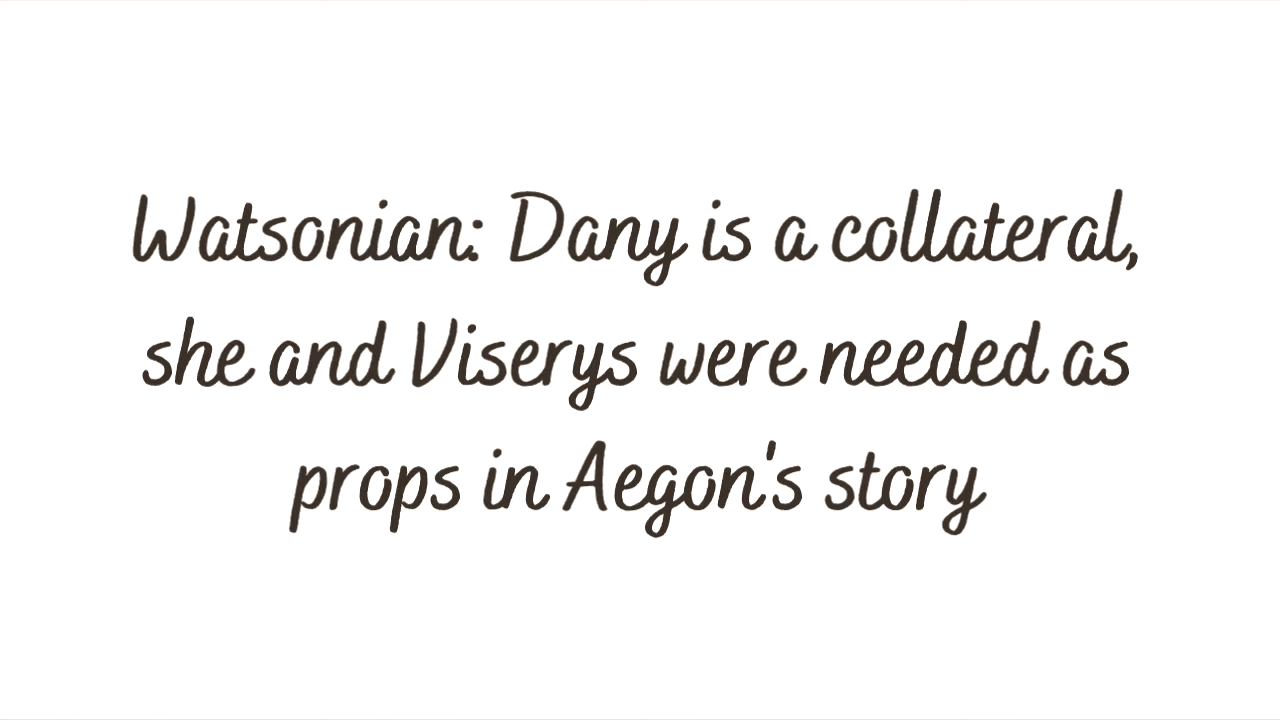 Watsonian: Dany is a collateral,
she and Viserys were needed as
props in Aegon's story